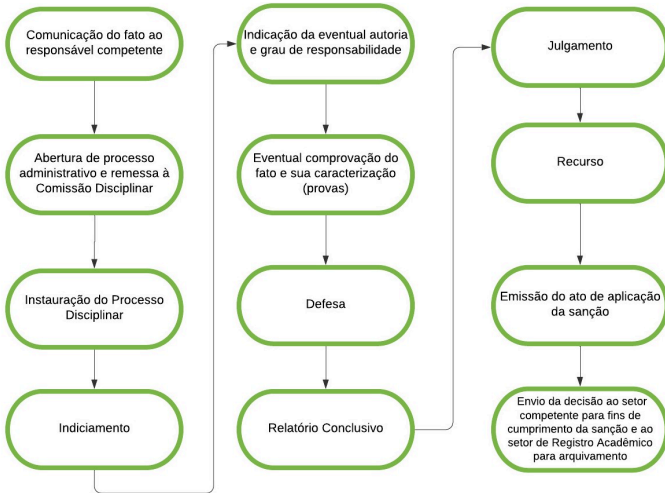 Comunicação do fato ao
responsável competente
Abertura de processo
administrativo e remessa à
Comissão Disciplinar
Instauração do Processo
Disciplinar
Indiciamento
Indicação da eventual autoria
e grau de responsabilidade
Eventual comprovação do
fato e sua caracterização
(provas)
Defesa
Relatório Conclusivo
Julgamento
Recurso
Emissão do ato de aplicação
da sanção
Envio da decisão ao setor
competente para fins de
cumprimento da sanção e ao
setor de Registro Acadêmico
para arquivamento